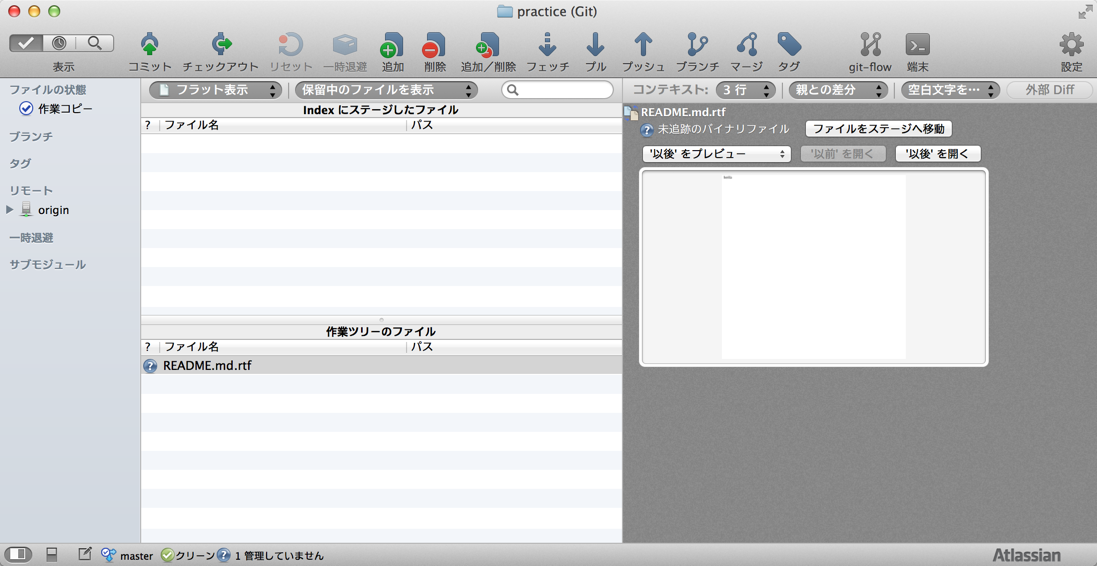 practice (Git)
表示
コミット
チェックアウト
リセット
一時退避
追加
削除
追加／削除
フェッチ
プル
プッシュ
ブランチ
マージ
タグ
git-flow
端末
設定
ファイルの状態
作業コピー
ブランチ
タグ
リモート
origin
一時退避
サブモジュール
フラット表示
保留中のファイルを表示
Index にステージしたファイル
? ファイル名 パス
作業ツリーのファイル
? ファイル名 パス
? README.md.rtf
コンテキスト: 3 行
親との差分
空白文字を…
外部 Diff
README.md.rtf
? 未追跡のバイナリファイル
ファイルをステージへ移動
'以後' をプレビュー
'以前' を開く
'以後' を開く
master
クリーン
? 1 管理していません
Atlassian